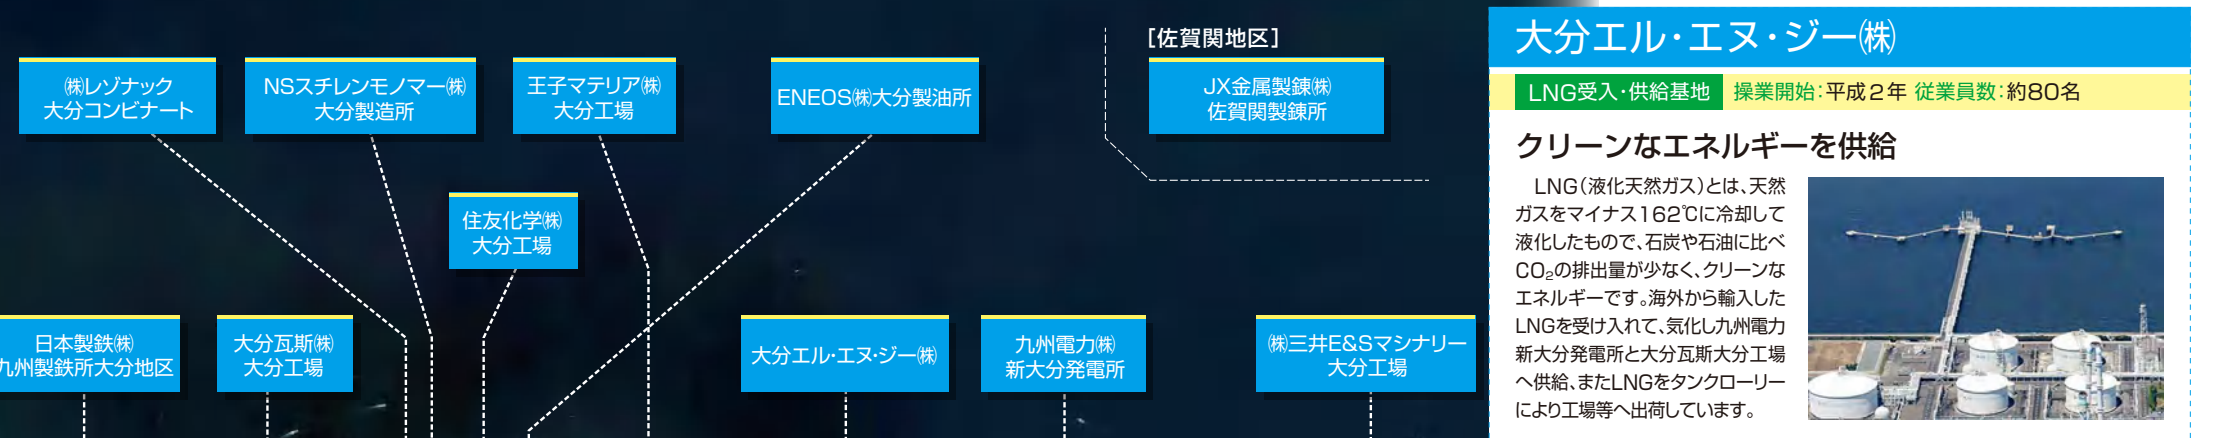 [佐賀関地区]
㈱レゾナック
大分コンビナート
NSスチレンモノマー㈱
大分製造所
王子マテリア㈱
大分工場
ENEOS㈱大分製油所
JX金属製錬㈱
佐賀関製錬所
住友化学㈱
大分工場
日本製鉄㈱
九州製鉄所大分地区
大分瓦斯㈱
大分工場
大分エル・エヌ・ジー㈱
九州電力㈱
新大分発電所
㈱三井E&Sマシナリー
大分工場
大分エル・エヌ・ジー㈱
LNG受入・供給基地 操業開始：平成2年 従業員数：約80名
クリーンなエネルギーを供給
LNG（液化天然ガス）とは、天然
ガスをマイナス162℃に冷却して
液化したもので、石炭や石油に比べ
CO₂の排出量が少なく、クリーンな
エネルギーです。海外から輸入した
LNGを受け入れて、気化し九州電力
新大分発電所と大分瓦斯大分工場
へ供給、またLNGをタンクローリー
により工場等へ出荷しています。